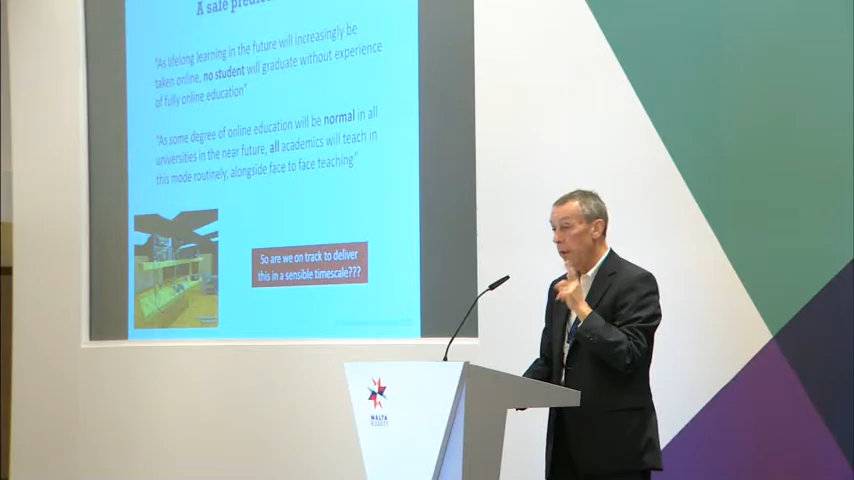 A safe
"As lifelong learning in the future will increasingly be
taken online, no student will graduate without experience
of fully online education"
"As some degree of online education will be normal in all
universities in the near future, all academics will teach in
this mode routinely, alongside face to face teaching"
So are we on track to deliver
this in a sensible timescale???
MALTA